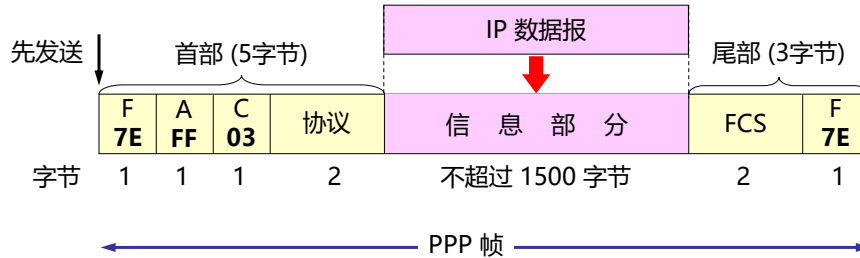 IP 数据报
先发送 首部 (5字节) 尾部 (3字节)
F A C 协议 信 息 部 分 FCS F
7E FF 03 7E
字节 1 1 1 2 不超过 1500 字节 2 1
PPP 帧